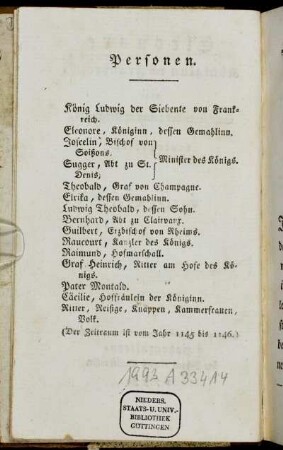 Personen.
König Ludwig der Siebente von Frank-
reich.
Eleonore, Königinn, dessen Gemahlinn.
Joscelin, Bischof von
Soißons.
Sugger, Abt zu St.
Denis,
Minister des Königs.
Theobald, Graf von Champagne.
Eirika, dessen Gemahlinn.
Ludwig Theobald, dessen Sohn.
Bernhard, Abt zu Clairvaux.
Guilbert, Erzbischof von Rheims.
Raucourt, Kanzler des Königs.
Raimund, Hofmarschall.
Graf Heinrich, Ritter am Hofe des Kö-
nigs.
Pater Montald.
Cäcilie, Hoffräulein der Königinn.
Ritter, Reisige, Knappen, Kammerfrauen,
Volk.
(Der Zeitraum ist vom Jahr 1145 bis 1146.)
1993 A 33414
NIEDERS.
STAATS-U. UNIV.-
BIBLIOTHEK
GÖTTINGEN